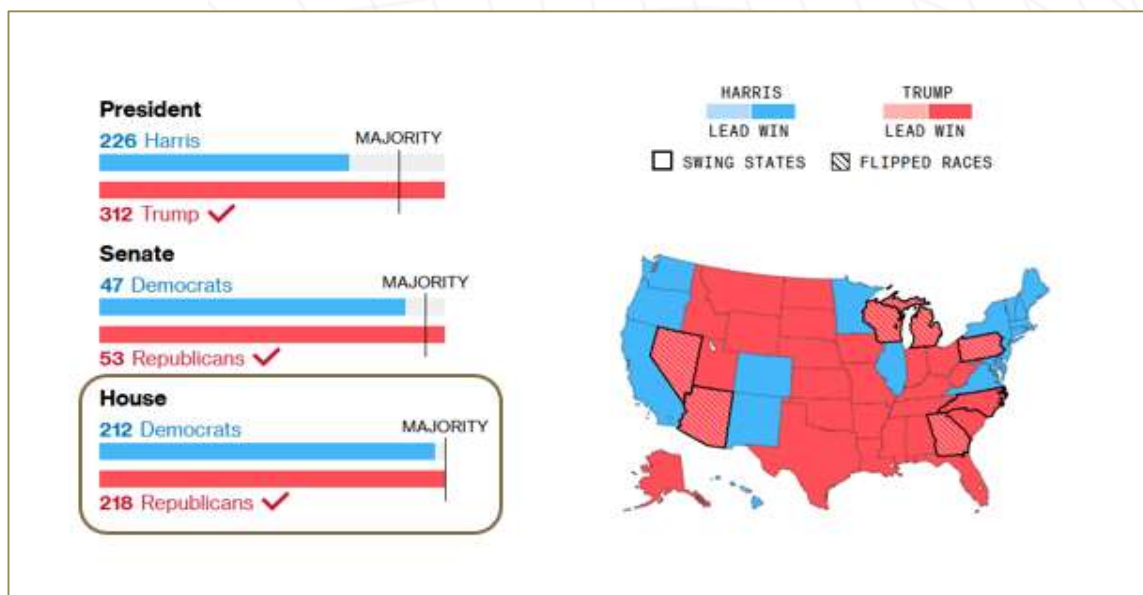 President
226 Harris
MAJORITY
312 Trump
Senate
47 Democrats
MAJORITY
53 Republicans
House
212 Democrats
MAJORITY
218 Republicans
HARRIS
LEAD WIN
TRUMP
LEAD WIN
SWING STATES
FLIPPED RACES